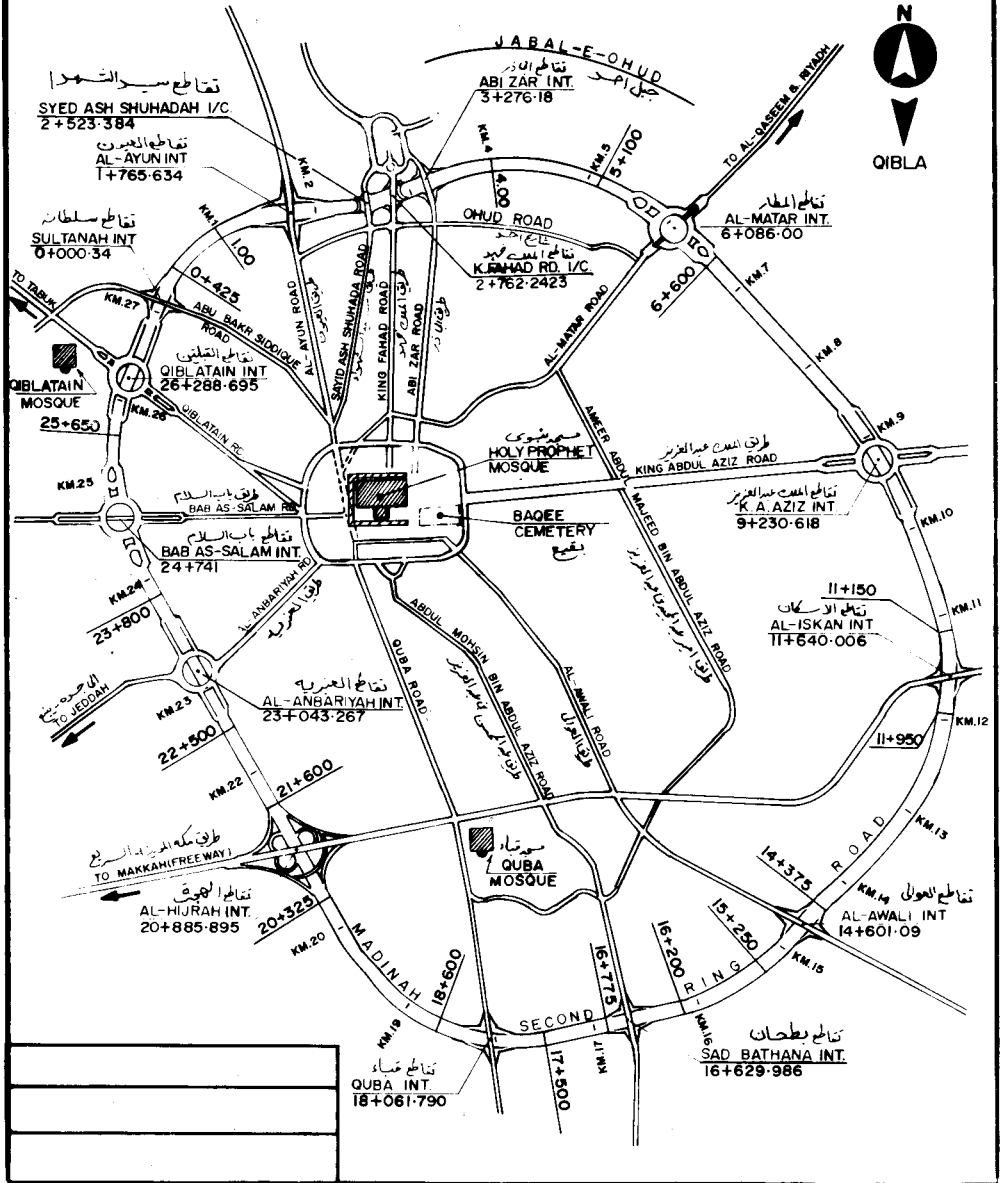 N
QIBLA
JABAL-E-OHUD
جبل احد
تقاطع سيد الشهدا
SYED ASH SHUHADAH I/C
2+523·384
تقاطع العيون
AL-AYUN INT
1+765·634
تقاطع سلطانه
SULTANAH INT
0+000·34
ABI ZAR INT.
3+276·18
TO AL-QASEEM & RIYADH
تقاطع المطار
AL-MATAR INT.
6+086·00
KM.1
KM.2
KM.4
KM.5
1.00
4.00
5+100
0+425
6+600
OHUD ROAD
K.FAHAD RD. I/C.
2+762·2423
TO TABUK
KM.27
ABU BAKR SIDDIQUE
ROAD
AL-AYUN ROAD
SAYID ASH SHUHADA ROAD
KING FAHAD ROAD
ABI ZAR ROAD
AL-MATAR ROAD
KM.7
KM.8
KM.9
QIBLATAIN
MOSQUE
تقاطع القبلتين
QIBLATAIN INT
26+288·695
KM.26
25+650
QIBLATAIN RD
KM.25
مسجد نبوي
HOLY PROPHET
MOSQUE
BAQEE
CEMETERY
بقيع
طريق الملك عبد العزيز
KING ABDUL AZIZ ROAD
تقاطع الملك عبد العزيز
K.A.AZIZ INT
9+230·618
AMEER ABDUL MAJEED BIN ABDUL AZIZ ROAD
KM.10
طريق باب السلام
BAB AS-SALAM RD
تقاطع باب السلام
BAB AS-SALAM INT.
24+741
KM.24
23+800
AL-ANBARIYAH RD
11+150
KM.11
تقاطع الاسكان
AL-ISKAN INT
11+640·006
KM.12
11+950
TO JEDDAH
KM.23
تقاطع العنبريه
AL-ANBARIYAH INT.
23+043·267
22+500
KM.22
21+600
QUBA ROAD
ABDUL MOHSIN BIN ABDUL AZIZ ROAD
AL-AWALI ROAD
طريق العوالي
KM.13
TO MAKKAH(FREEWAY)
مسجد قباء
QUBA
MOSQUE
AL-HIJRAH INT.
20+885·895
20+325
KM.20
14+375
KM.14
تقاطع العوالى
AL-AWALI INT
14+601·09
15+250
KM.15
MADINAH SECOND RING ROAD
KM.19
18+600
16+775
16+200
KM.16
KM.17
17+500
تقاطع قباء
QUBA INT.
18+061·790
تقاطع بطحان
SAD BATHANA INT.
16+629·986